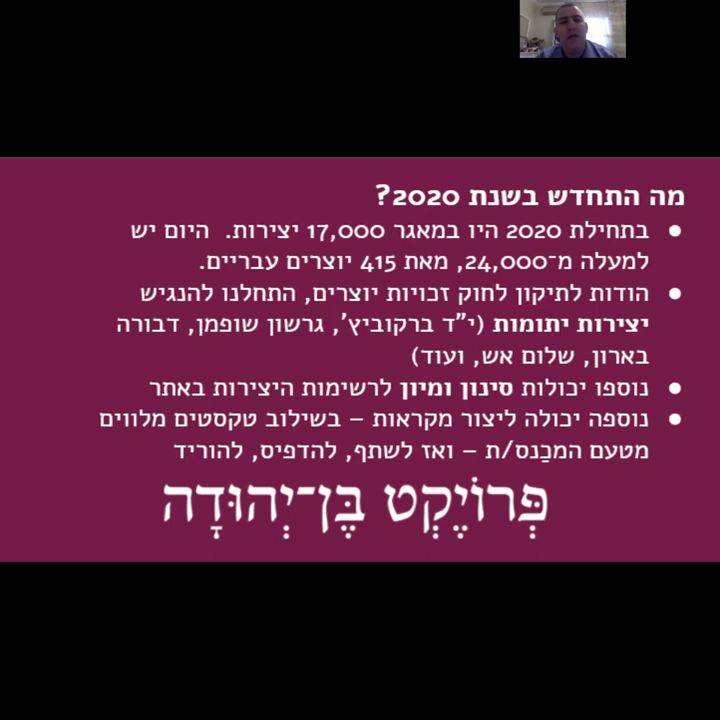 מה התחדש בשנת 2020?
● בתחילת 2020 היו במאגר 17,000 יצירות. היום יש
למעלה מ־24,000, מאת 415 יוצרים עבריים.
● הודות לתיקון לחוק זכויות יוצרים, התחלנו להנגיש
יצירות יתומות (י"ד ברקוביץ', גרשון שופמן, דבורה
בארון, שלום אש, ועוד)
● נוספו יכולות סינון ומיון לרשימות היצירות באתר
● נוספה יכולה ליצור מקראות – בשילוב טקסטים מלווים
מטעם המכַנס/ת – ואז לשתף, להדפיס, להוריד
פְּרוֹיֶקְט בֶּן־יְהוּדָה